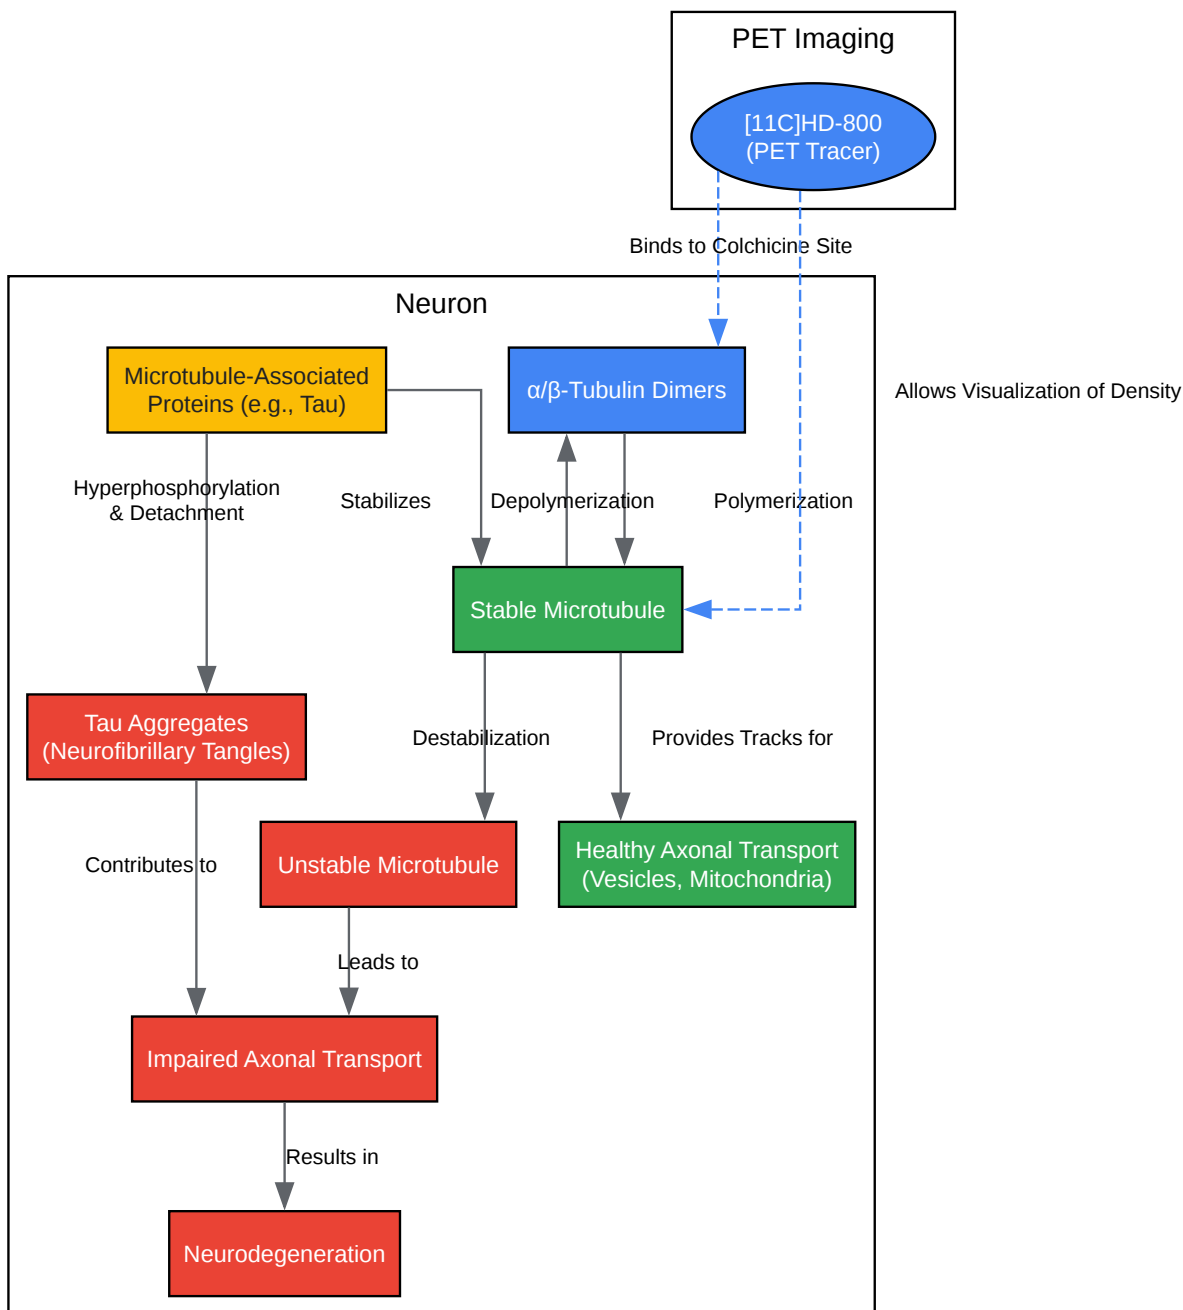 PET Imaging
[11C]HD-800
(PET Tracer)
Binds to Colchicine Site
Neuron
Microtubule-Associated
Proteins (e.g., Tau)
α/β-Tubulin Dimers
Allows Visualization of Density
Hyperphosphorylation
& Detachment
Stabilizes
Depolymerization
Polymerization
Stable Microtubule
Tau Aggregates
(Neurofibrillary Tangles)
Destabilization
Provides Tracks for
Contributes to
Unstable Microtubule
Healthy Axonal Transport
(Vesicles, Mitochondria)
Leads to
Impaired Axonal Transport
Results in
Neurodegeneration